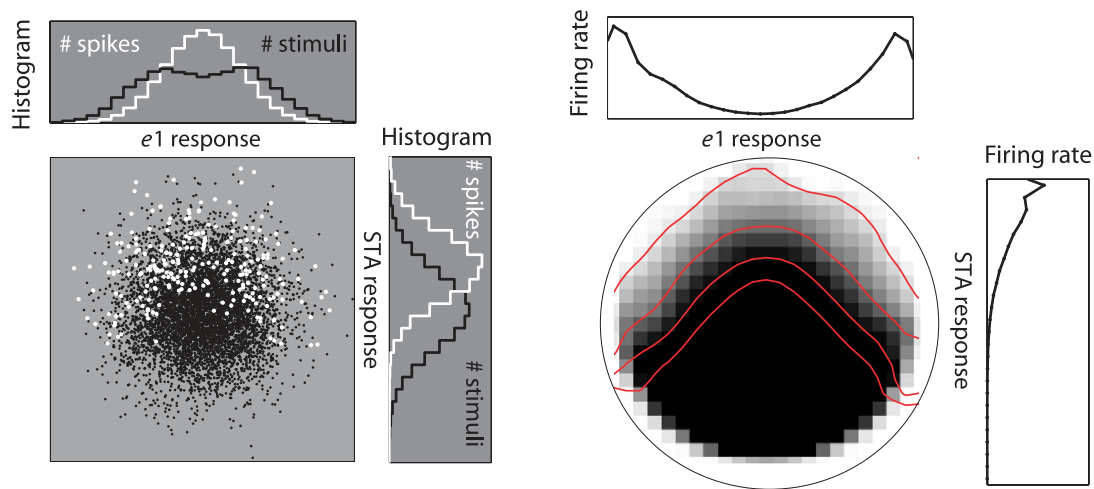 Histogram
# spikes
# stimuli
e1 response
Histogram
# spikes
# stimuli
STA response
Firing rate
e1 response
Firing rate
STA response